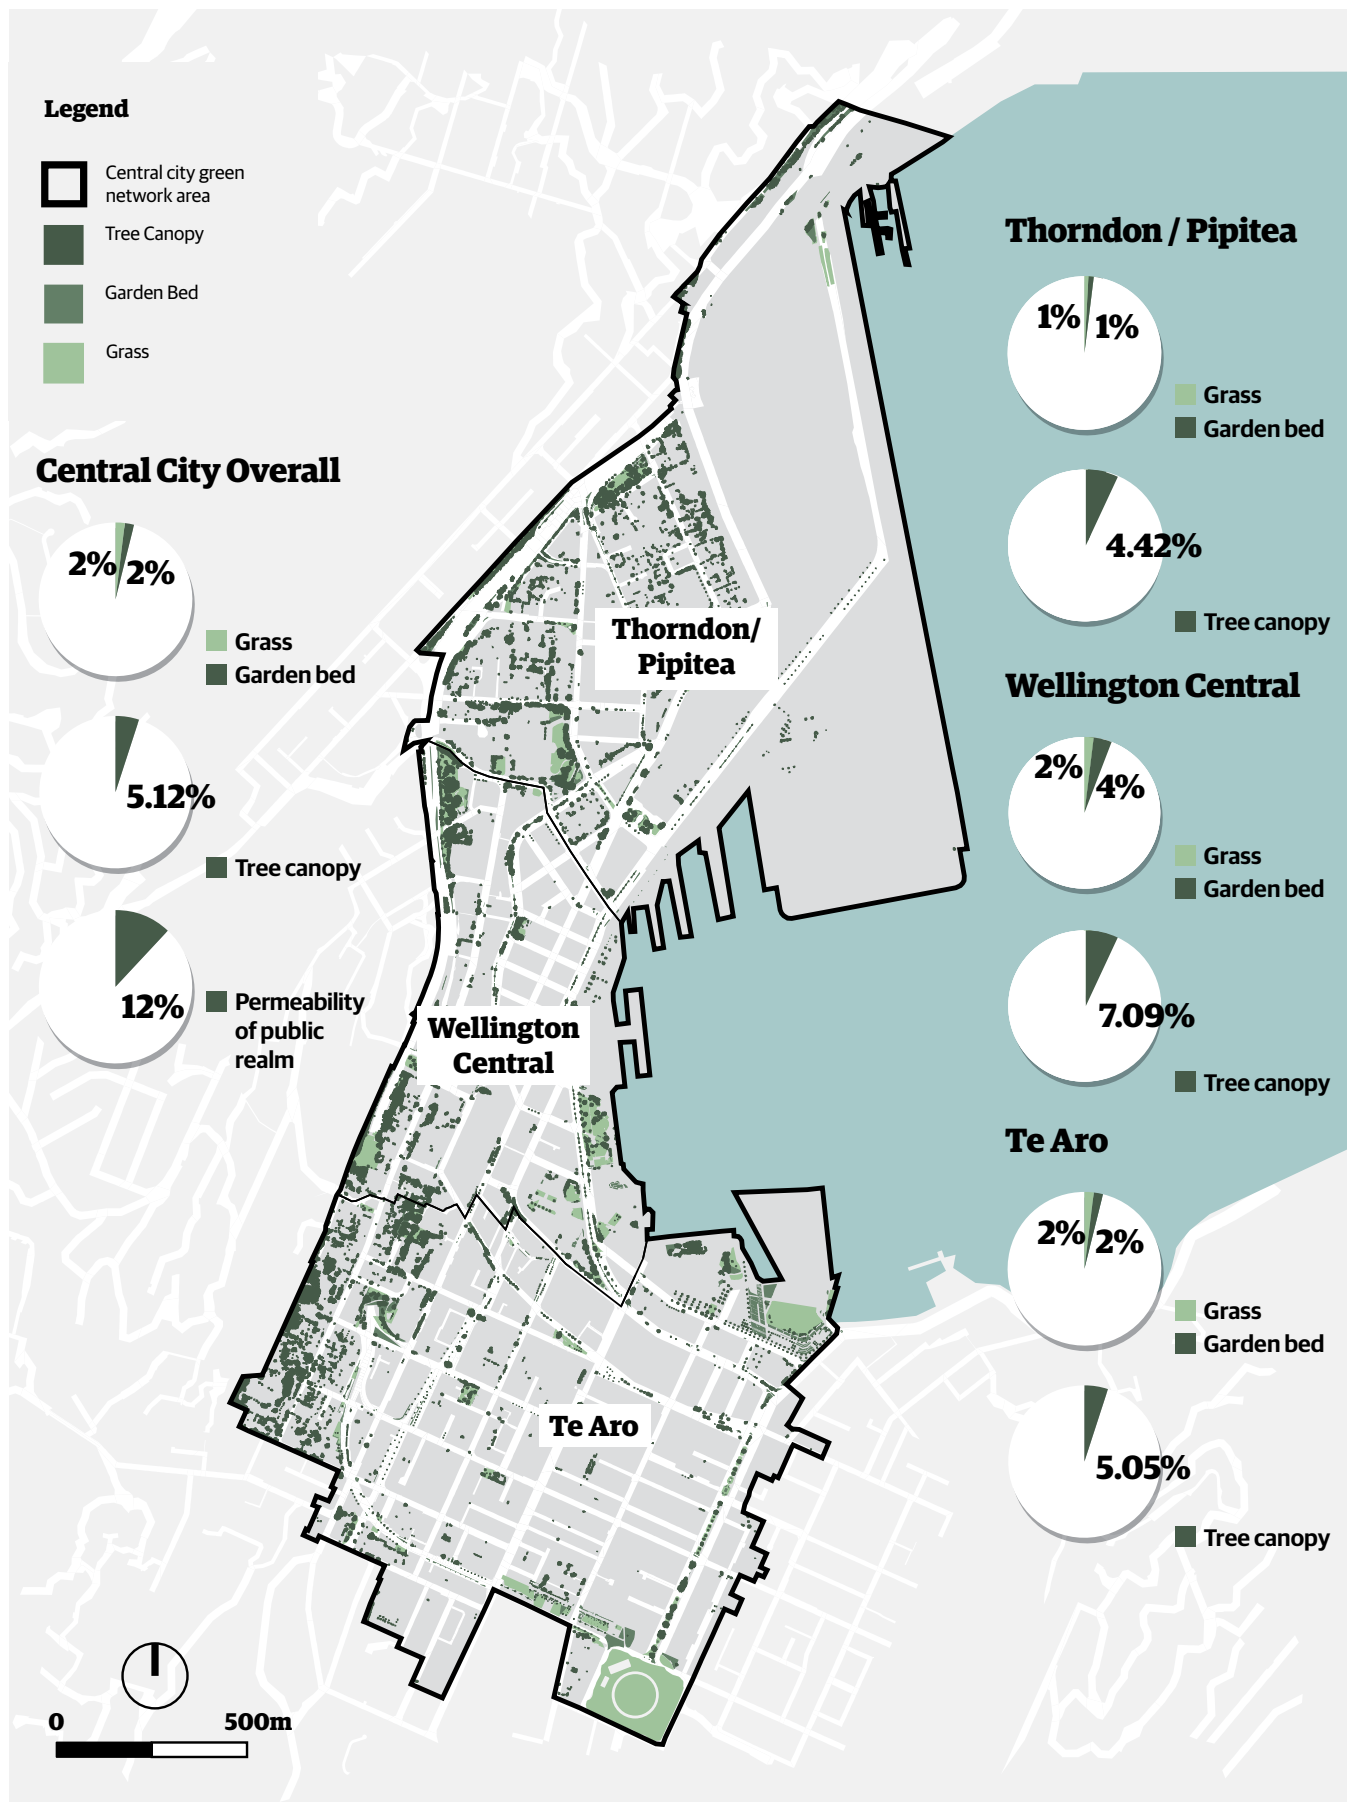 Legend
Central city green
network area
Tree Canopy
Garden Bed
Grass
Central City Overall
2%
2%
Grass
Garden bed
5.12%
Tree canopy
12%
Permeability
of public
realm
Thorndon / Pipitea
1%
1%
Grass
Garden bed
4.42%
Tree canopy
Wellington Central
2%
4%
Grass
Garden bed
7.09%
Tree canopy
Te Aro
2%
2%
Grass
Garden bed
5.05%
Tree canopy
Thorndon/
Pipitea
Wellington
Central
Te Aro
0
500m